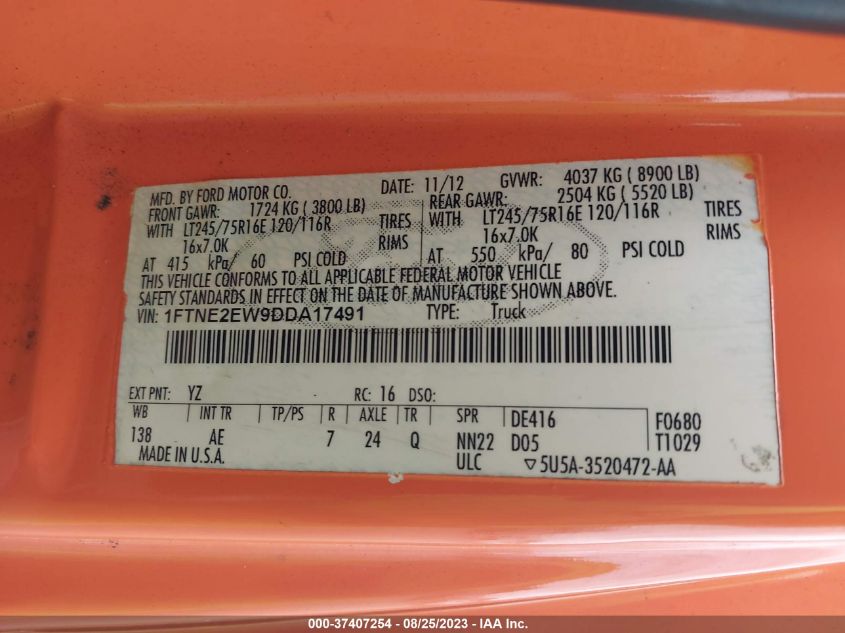 MFD. BY FORD MOTOR CO. DATE: 11/12 GVWR: 4037 KG ( 8900 LB)
FRONT GAWR: 1724 KG ( 3800 LB) REAR GAWR: 2504 KG ( 5520 LB)
WITH LT245/75R16E 120/116R TIRES WITH LT245/75R16E 120/116R TIRES
16x7.0K RIMS 16x7.0K RIMS
AT 415 kPa/ 60 PSI COLD AT 550 kPa/ 80 PSI COLD
THIS VEHICLE CONFORMS TO ALL APPLICABLE FEDERAL MOTOR VEHICLE
SAFETY STANDARDS IN EFFECT ON THE DATE OF MANUFACTURE SHOWN ABOVE.
VIN: 1FTNE2EW9DDA17491 TYPE: Truck
EXT PNT: YZ RC: 16 DSO:
WB INT TR TP/PS R AXLE TR SPR DE416 F0680
138 AE 7 24 Q NN22 D05 T1029
MADE IN U.S.A. ULC ▽5U5A-3520472-AA
000-37407254 - 08/25/2023 - IAA Inc.